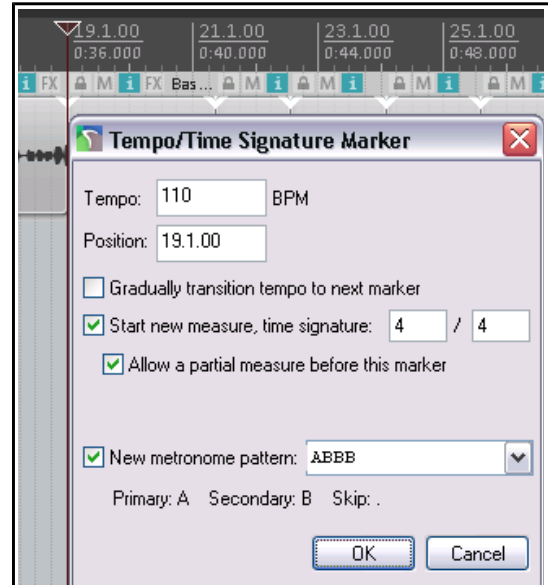 19.1.00 21.1.00 23.1.00 25.1.00
0:36.000 0:40.000 0:44.000 0:48.000
i FX M i FX Bas... M i M i M i M
Tempo/Time Signature Marker
Tempo: 110 BPM
Position: 19.1.00
Gradually transition tempo to next marker
Start new measure, time signature: 4 / 4
Allow a partial measure before this marker
New metronome pattern: ABBB
Primary: A Secondary: B Skip: .
OK Cancel